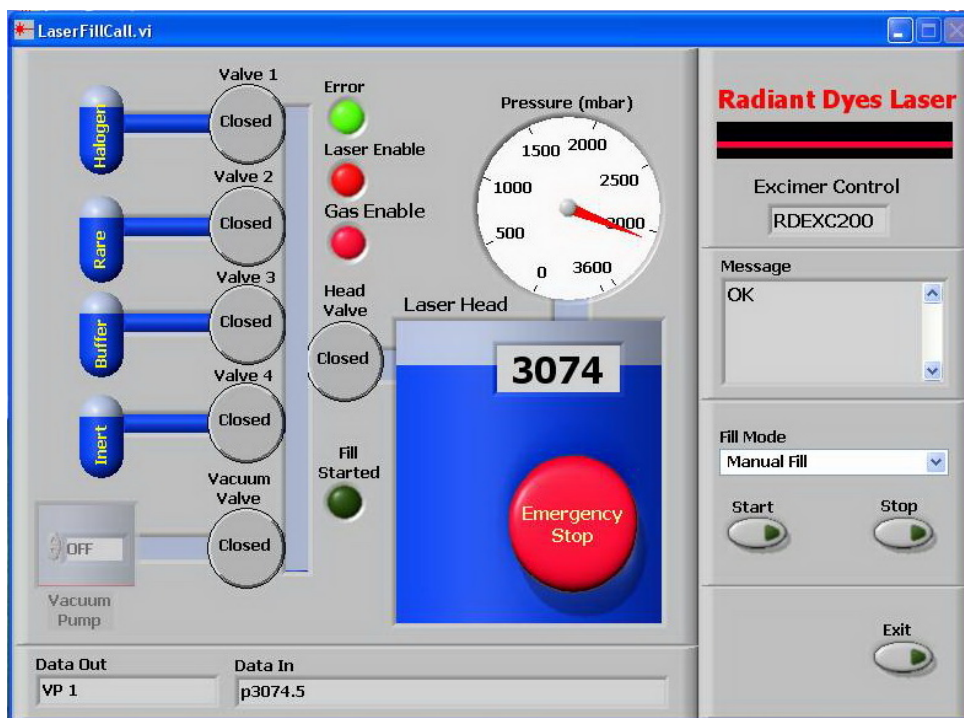 LaserFillCall.vi
Halogen
Valve 1
Closed
Rare
Valve 2
Closed
Buffer
Valve 3
Closed
Inert
Valve 4
Closed
Vacuum
Valve
Closed
OFF
Vacuum
Pump
Error
Laser Enable
Gas Enable
Head
Valve
Closed
Fill
Started
Pressure (mbar)
0
500
1000
1500
2000
2500
3000
3600
Laser Head
3074
Emergency
Stop
Data Out
VP 1
Data In
p3074.5
Radiant Dyes Laser
Excimer Control
RDEXC200
Message
OK
Fill Mode
Manual Fill
Start
Stop
Exit